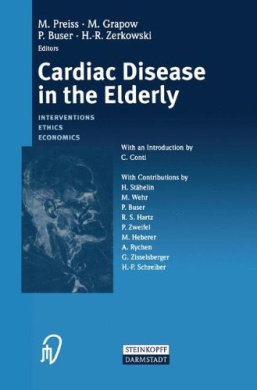 M. Preiss · M. Grapow
P. Buser · H.-R. Zerkowski
Editors
Cardiac Disease
in the Elderly
INTERVENTIONS
ETHICS
ECONOMICS
With an Introduction by
C. Conti
With Contributions by
H. Stähelin
M. Wehr
P. Buser
R. S. Hartz
P. Zweifel
M. Heberer
A. Rychen
G. Zisselsberger
H.-P. Schreiber
STEINKOPFF
DARMSTADT